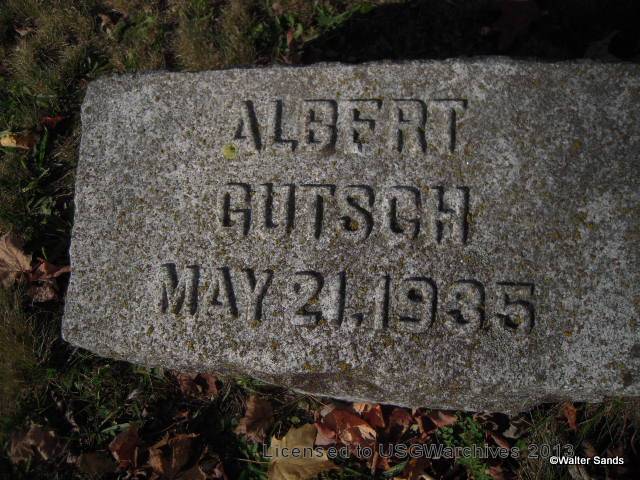 ALBERT
GUTSCH
MAY 21, 1935
Licensed to USGWarchives 2013
©Walter Sands